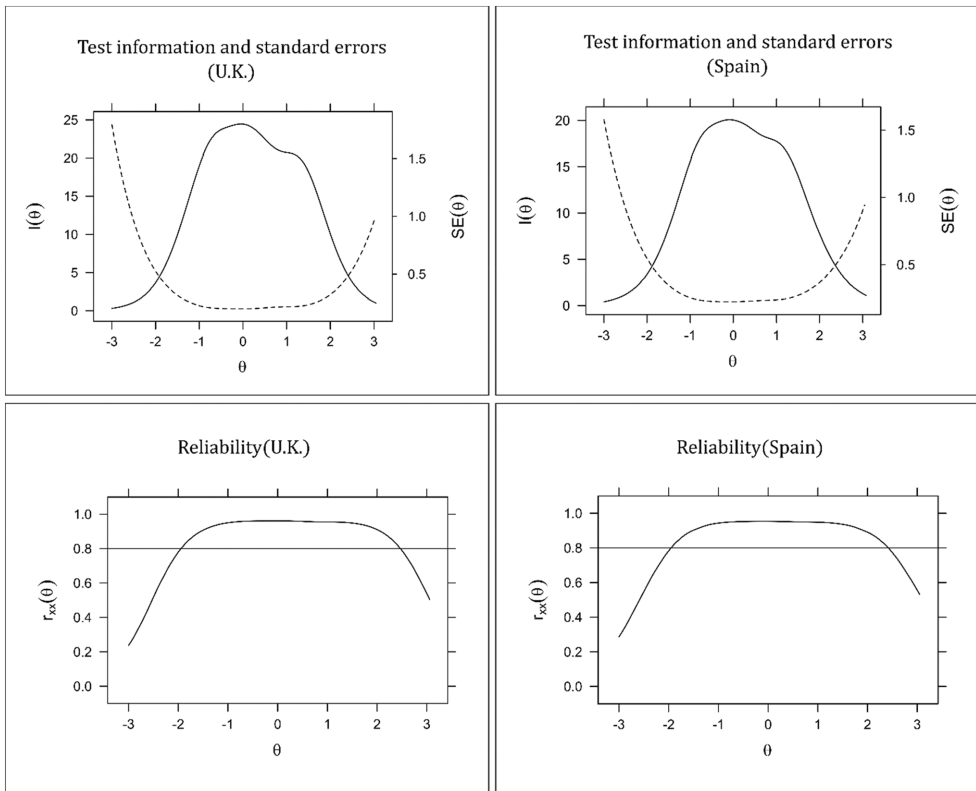 Test information and standard errors
(U.K.)
25
20
15
10
5
0
I(θ)
1.5
1.0
0.5
SE(θ)
-3 -2 -1 0 1 2 3
θ
Test information and standard errors
(Spain)
20
15
10
5
0
I(θ)
1.5
1.0
0.5
SE(θ)
-3 -2 -1 0 1 2 3
θ
Reliability(U.K.)
1.0
0.8
0.6
0.4
0.2
0.0
rxx(θ)
-3 -2 -1 0 1 2 3
θ
Reliability(Spain)
1.0
0.8
0.6
0.4
0.2
0.0
rxx(θ)
-3 -2 -1 0 1 2 3
θ